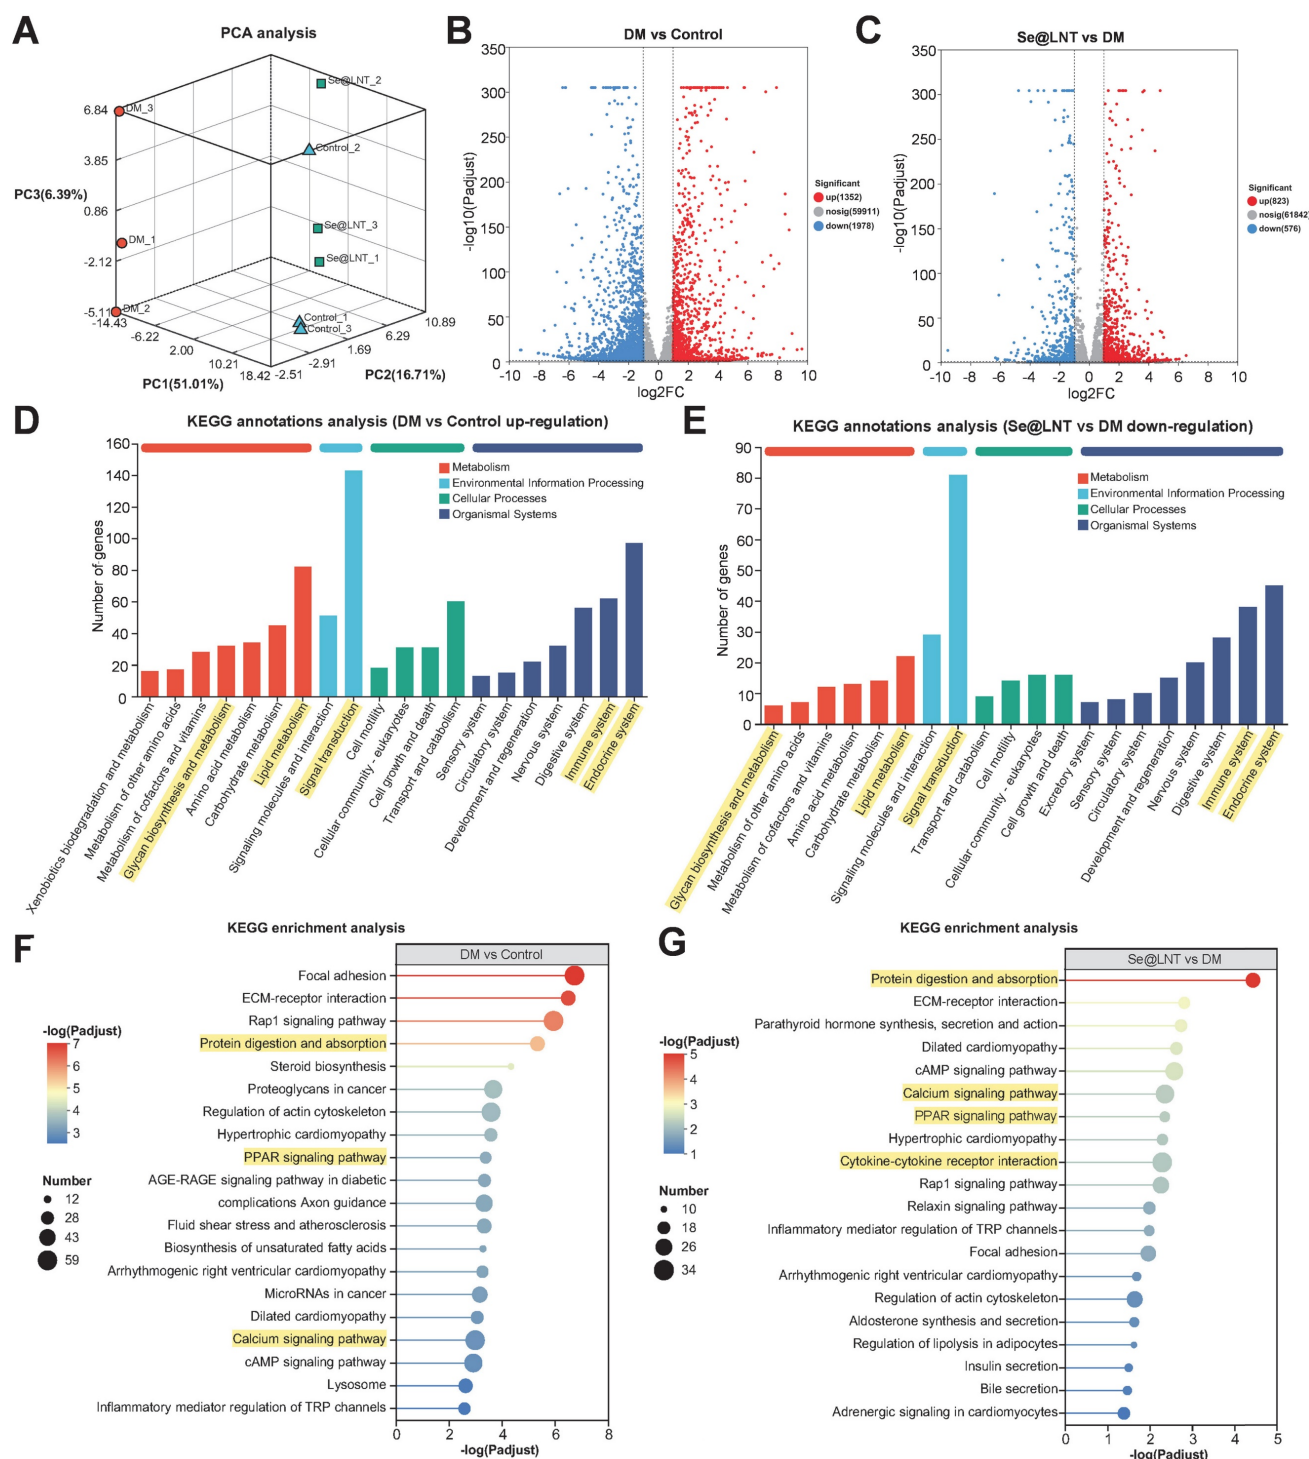 A
PCA analysis
6.84
3.85
PC3(6.39%)
0.86
-2.12
-5.11
-14.43
-6.22
2.00
10.21
18.42
PC1(51.01%)
-2.51
-2.91
1.69
6.29
10.89
PC2(16.71%)
DM_3
DM_1
DM_2
Se@LNT_2
Control_2
Se@LNT_3
Se@LNT_1
Control_1
Control_3
B
DM vs Control
350
300
250
200
150
100
50
0
-log10(Padjust)
-10 -8 -6 -4 -2 0 2 4 6 8 10
log2FC
Significant
up(1352)
nosig(59911)
down(1978)
C
Se@LNT vs DM
350
300
250
200
150
100
50
0
-log10(Padjust)
-10 -8 -6 -4 -2 0 2 4 6 8 10
log2FC
Significant
up(823)
nosig(61842)
down(576)
D
KEGG annotations analysis (DM vs Control up-regulation)
160
140
120
100
80
60
40
20
0
Number of genes
Metabolism
Environmental Information Processing
Cellular Processes
Organismal Systems
Xenobiotics biodegradation and metabolism
Metabolism of other amino acids
Metabolism of cofactors and vitamins
Glycan biosynthesis and metabolism
Amino acid metabolism
Carbohydrate metabolism
Lipid metabolism
Signaling molecules and interaction
Signal transduction
Cell motility
Cellular community - eukaryotes
Cell growth and death
Transport and catabolism
Sensory system
Circulatory system
Development and regeneration
Nervous system
Digestive system
Immune system
Endocrine system
E
KEGG annotations analysis (Se@LNT vs DM down-regulation)
90
80
70
60
50
40
30
20
10
0
Number of genes
Metabolism
Environmental Information Processing
Cellular Processes
Organismal Systems
Glycan biosynthesis and metabolism
Metabolism of other amino acids
Metabolism of cofactors and vitamins
Amino acid metabolism
Carbohydrate metabolism
Lipid metabolism
Signaling molecules and interaction
Signal transduction
Transport and catabolism
Cell motility
Cellular community - eukaryotes
Cell growth and death
Excretory system
Sensory system
Circulatory system
Development and regeneration
Nervous system
Digestive system
Immune system
Endocrine system
F
KEGG enrichment analysis
DM vs Control
Focal adhesion
ECM-receptor interaction
Rap1 signaling pathway
Protein digestion and absorption
Steroid biosynthesis
Proteoglycans in cancer
Regulation of actin cytoskeleton
Hypertrophic cardiomyopathy
PPAR signaling pathway
AGE-RAGE signaling pathway in diabetic
complications Axon guidance
Fluid shear stress and atherosclerosis
Biosynthesis of unsaturated fatty acids
Arrhythmogenic right ventricular cardiomyopathy
MicroRNAs in cancer
Dilated cardiomyopathy
Calcium signaling pathway
cAMP signaling pathway
Lysosome
Inflammatory mediator regulation of TRP channels
0 2 4 6 8
-log(Padjust)
-log(Padjust)
7
6
5
4
3
Number
12
28
43
59
G
KEGG enrichment analysis
Se@LNT vs DM
Protein digestion and absorption
ECM-receptor interaction
Parathyroid hormone synthesis, secretion and action
Dilated cardiomyopathy
cAMP signaling pathway
Calcium signaling pathway
PPAR signaling pathway
Hypertrophic cardiomyopathy
Cytokine-cytokine receptor interaction
Rap1 signaling pathway
Relaxin signaling pathway
Inflammatory mediator regulation of TRP channels
Focal adhesion
Arrhythmogenic right ventricular cardiomyopathy
Regulation of actin cytoskeleton
Aldosterone synthesis and secretion
Regulation of lipolysis in adipocytes
Insulin secretion
Bile secretion
Adrenergic signaling in cardiomyocytes
0 1 2 3 4 5
-log(Padjust)
-log(Padjust)
5
4
3
2
1
Number
10
18
26
34